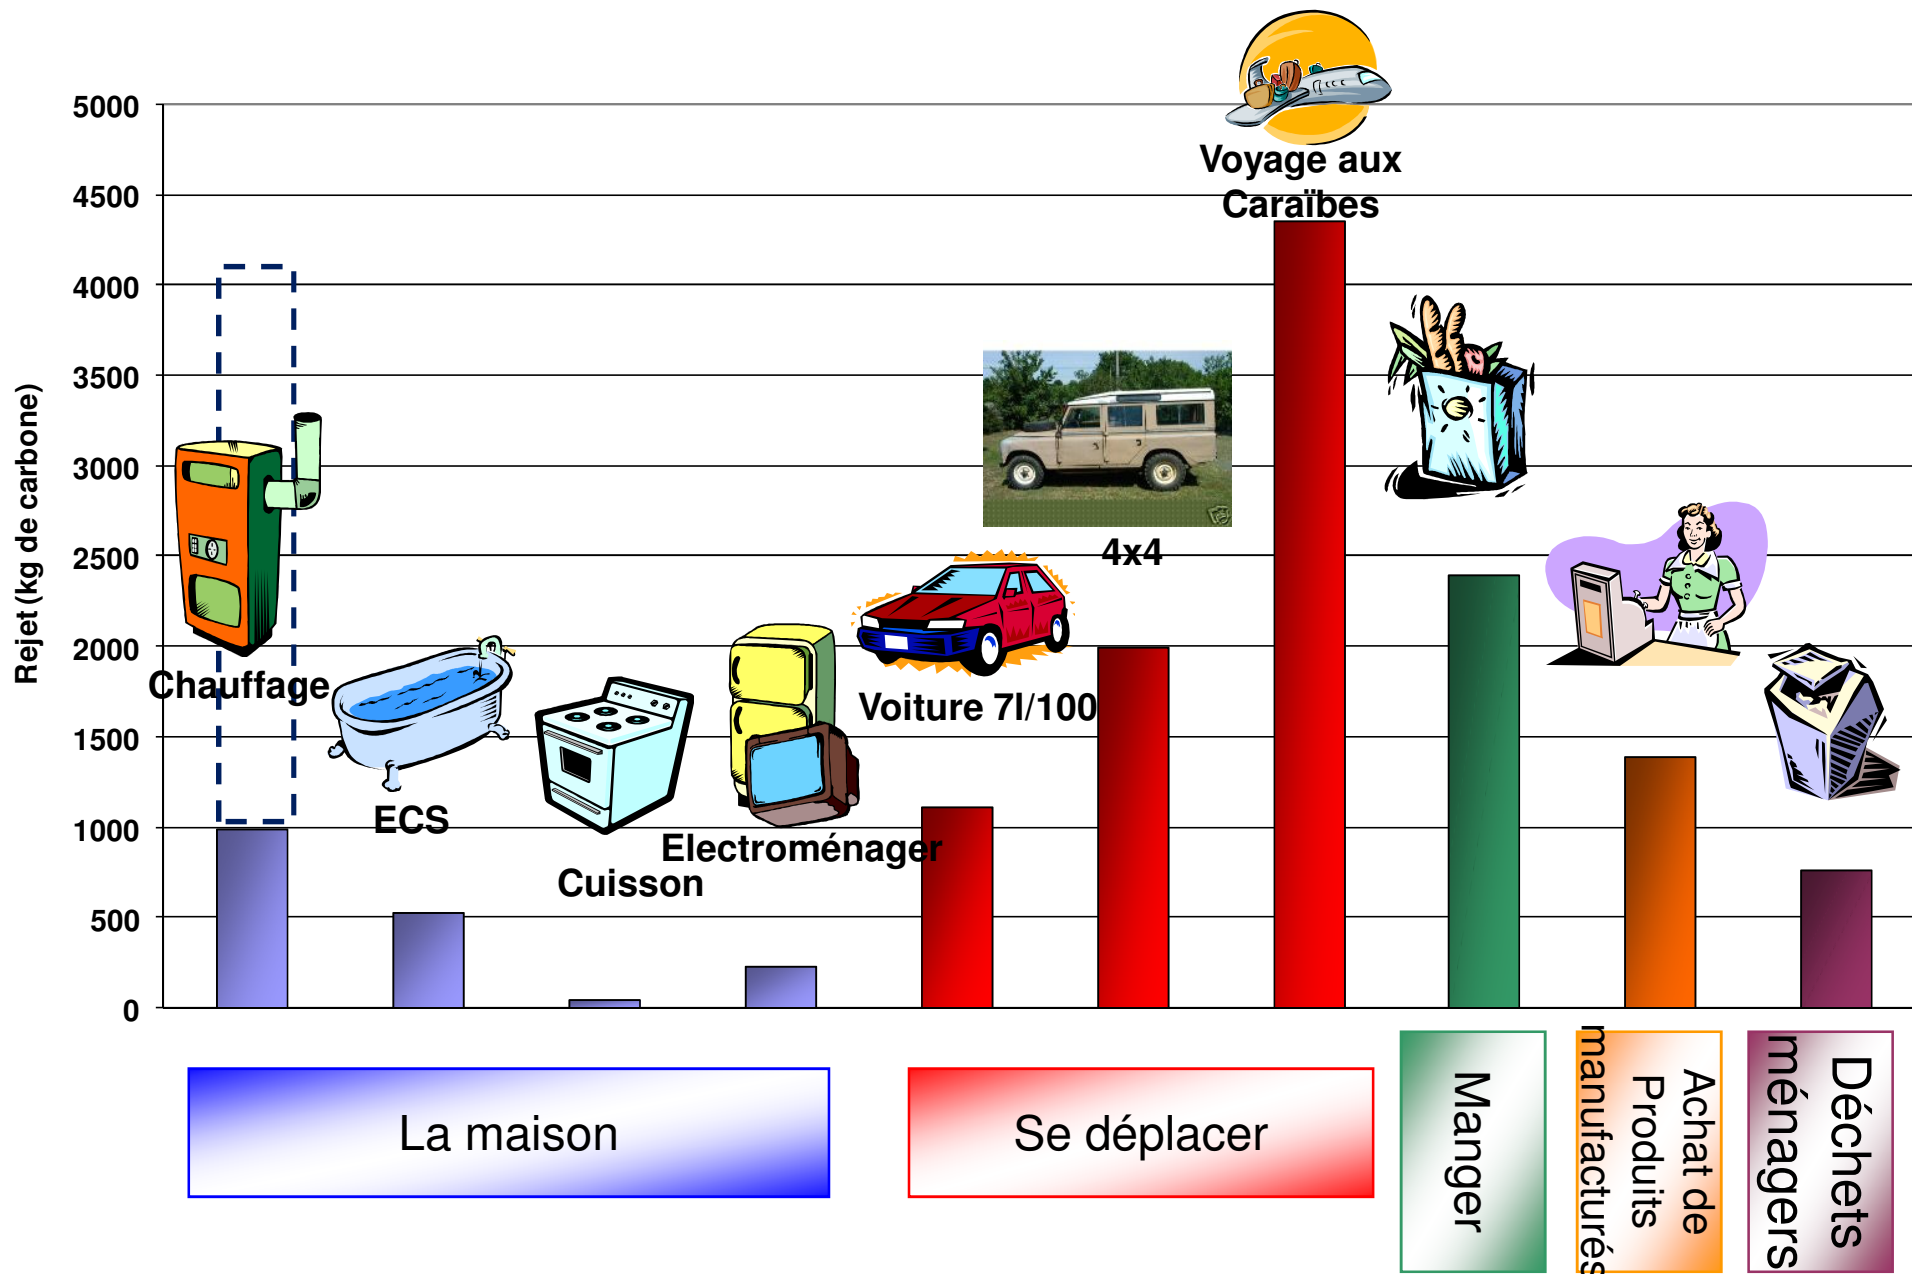 Rejet (kg de carbone)
5000
4500
4000
3500
3000
2500
2000
1500
1000
500
0
Voyage aux
Caraïbes
4x4
Chauffage
Voiture 7l/100
ECS
Electroménager
Cuisson
La maison
Se déplacer
Manger
Achat de
Produits
manufacturés
Déchets
ménagers